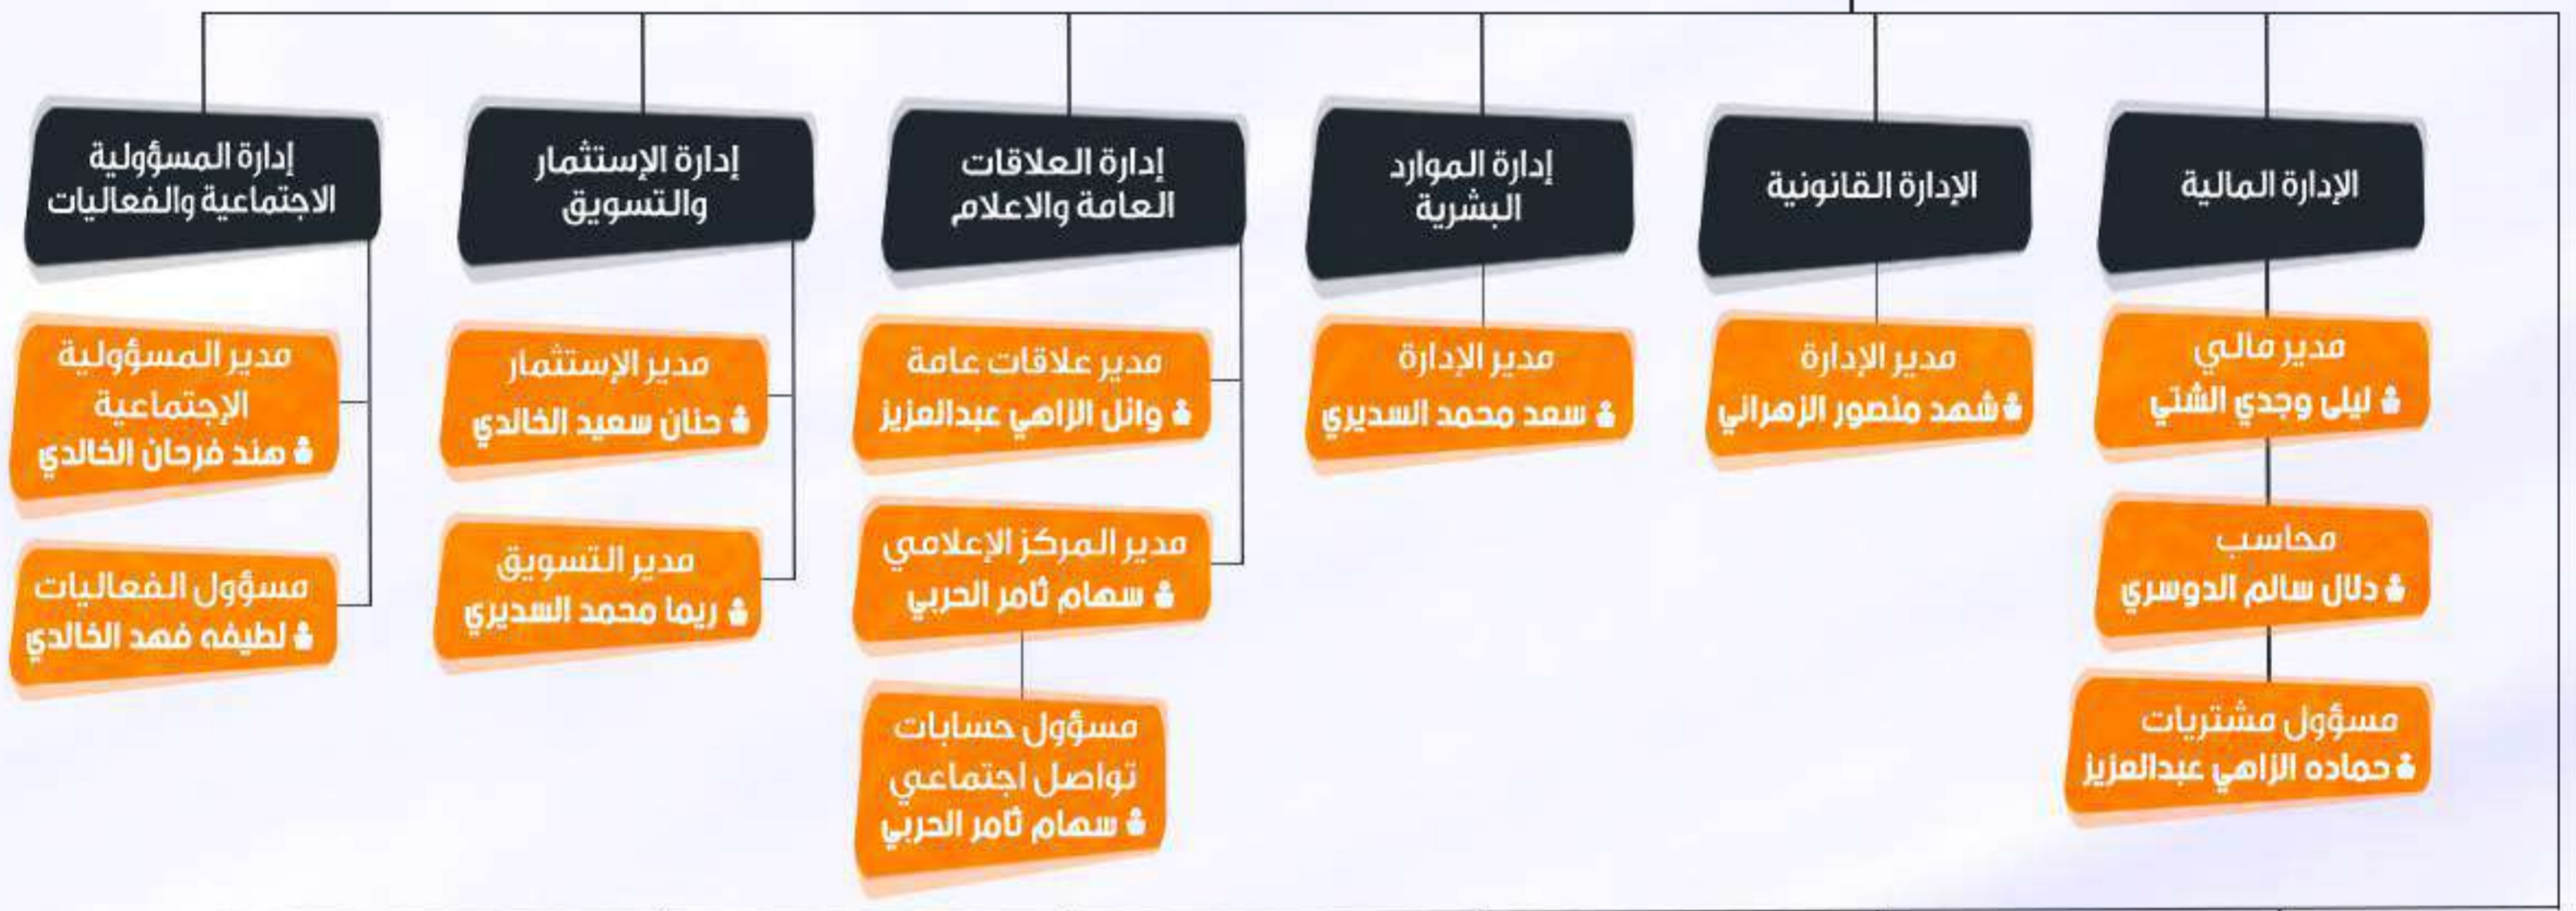 الإدارة المالية
مدير مالي
ليلى وجدي الشتي
محاسب
دلال سالم الدوسري
مسؤول مشتريات
حماده الزاهي عبدالعزيز
الإدارة القانونية
مدير الإدارة
شهد منصور الزهراني
إدارة الموارد
البشرية
مدير الإدارة
سعد محمد السديري
إدارة العلاقات
العامة والاعلام
مدير علاقات عامة
وائل الزاهي عبدالعزيز
مدير المركز الإعلامي
سهام ثامر الحربي
مسؤول حسابات
تواصل اجتماعي
سهام ثامر الحربي
إدارة الإستثمار
والتسويق
مدير الإستثمار
حنان سعيد الخالدي
مدير التسويق
ريما محمد السديري
إدارة المسؤولية
الاجتماعية والفعاليات
مدير المسؤولية
الإجتماعية
هند فرحان الخالدي
مسؤول الفعاليات
لطيفه فهد الخالدي